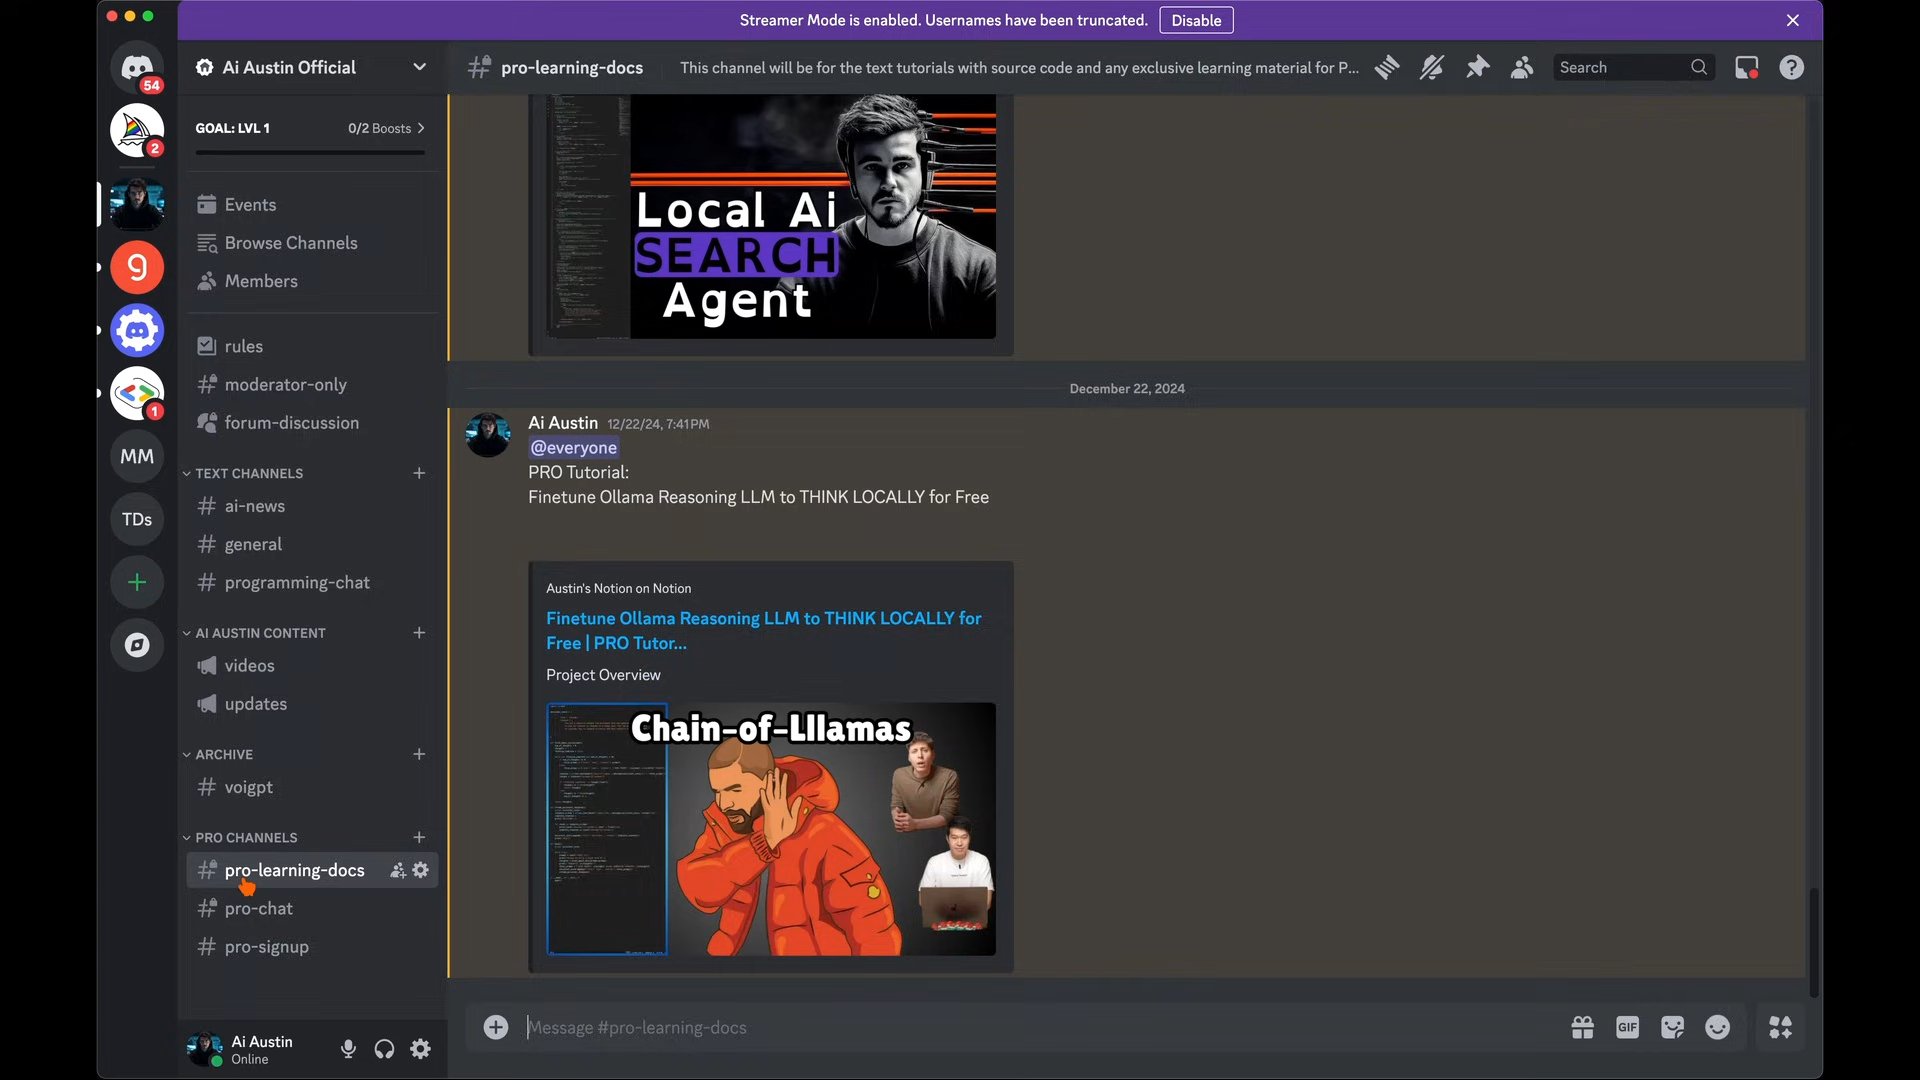 Streamer Mode is enabled. Usernames have been truncated.
Disable
54
2
g
1
MM
TDs
Ai Austin Official
GOAL: LVL 1
0/2 Boosts
Events
Browse Channels
Members
rules
moderator-only
forum-discussion
TEXT CHANNELS
ai-news
general
programming-chat
AI AUSTIN CONTENT
videos
updates
ARCHIVE
voigpt
PRO CHANNELS
pro-learning-docs
pro-chat
pro-signup
Ai Austin
Online
pro-learning-docs
This channel will be for the text tutorials with source code and any exclusive learning material for P...
Search
Local Ai
SEARCH
Agent
December 22, 2024
Ai Austin 12/22/24, 7:41 PM
@everyone
PRO Tutorial:
Finetune Ollama Reasoning LLM to THINK LOCALLY for Free
Austin's Notion on Notion
Finetune Ollama Reasoning LLM to THINK LOCALLY for
Free | PRO Tutor...
Project Overview
Chain-of-Lllamas
Message #pro-learning-docs
GIF